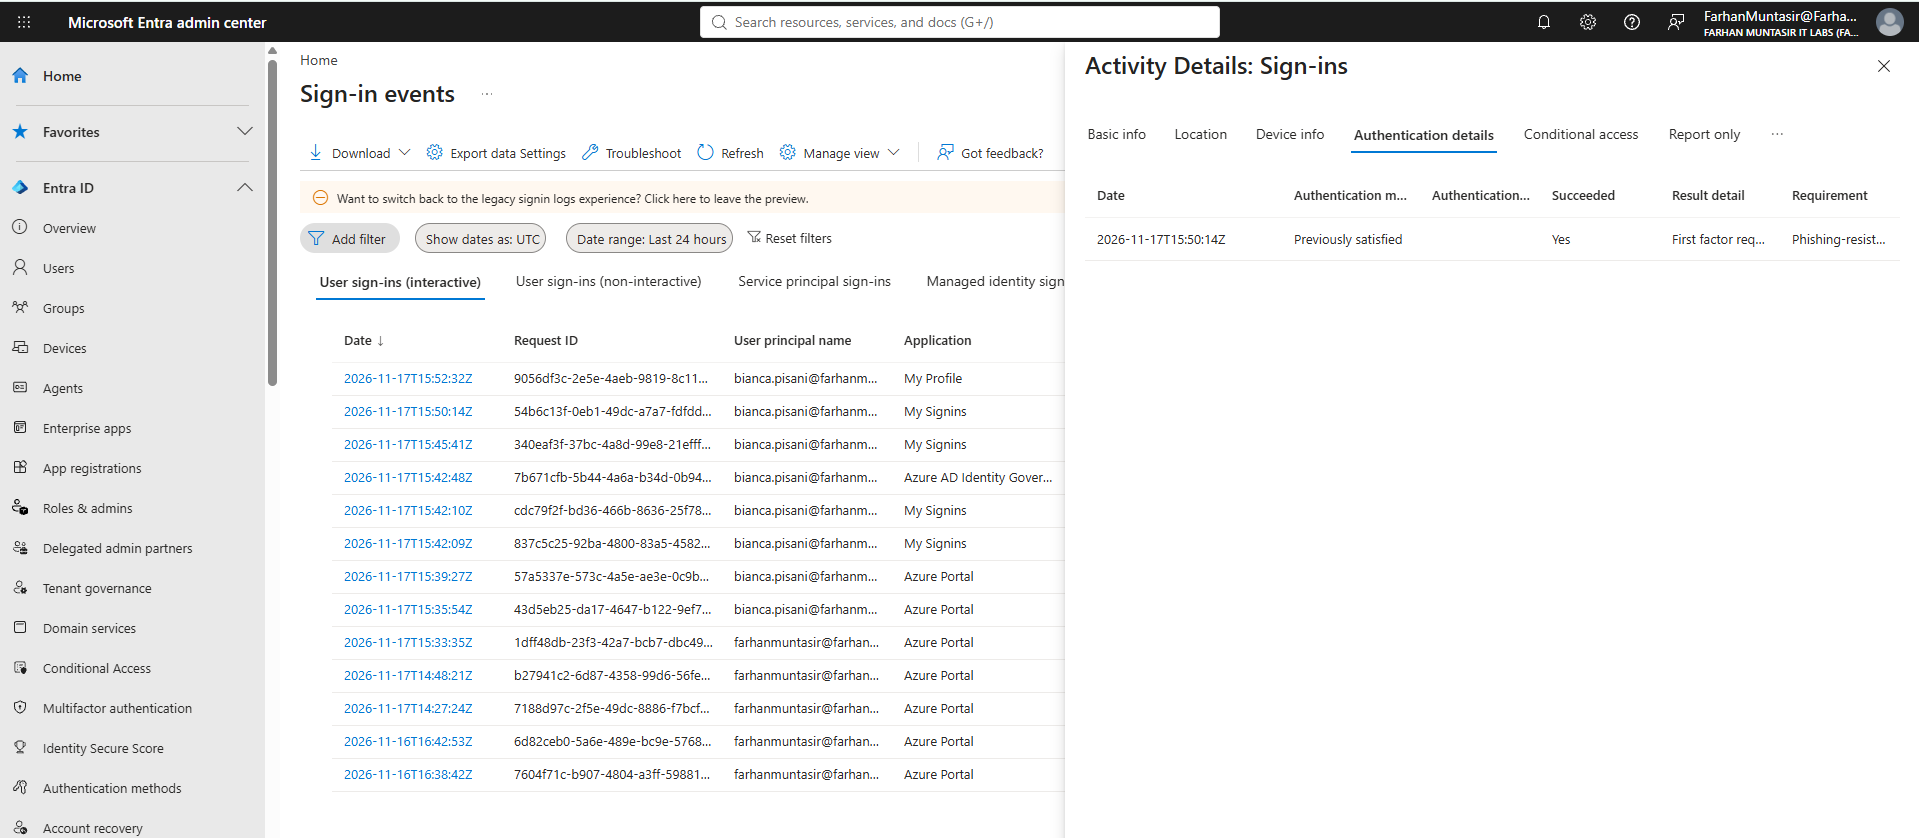 Microsoft Entra admin center
Search resources, services, and docs (G+/)
FarhanMuntasir@Farha...
FARHAN MUNTASIR IT LABS (FA...
Home
Favorites
Entra ID
Overview
Users
Groups
Devices
Agents
Enterprise apps
App registrations
Roles & admins
Delegated admin partners
Tenant governance
Domain services
Conditional Access
Multifactor authentication
Identity Secure Score
Authentication methods
Account recovery
Home
Sign-in events ...
Download Export data Settings Troubleshoot Refresh Manage view Got feedback?
Want to switch back to the legacy signin logs experience? Click here to leave the preview.
Add filter Show dates as: UTC Date range: Last 24 hours Reset filters
User sign-ins (interactive) User sign-ins (non-interactive) Service principal sign-ins Managed identity sign
Date ↓ Request ID User principal name Application
2026-11-17T15:52:32Z 9056df3c-2e5e-4aeb-9819-8c11... bianca.pisani@farhanm... My Profile
2026-11-17T15:50:14Z 54b6c13f-0eb1-49dc-a7a7-fdfdd... bianca.pisani@farhanm... My Signins
2026-11-17T15:45:41Z 340eaf3f-37bc-4a8d-99e8-21efff... bianca.pisani@farhanm... My Signins
2026-11-17T15:42:48Z 7b671cfb-5b44-4a6a-b34d-0b94... bianca.pisani@farhanm... Azure AD Identity Gover...
2026-11-17T15:42:10Z cdc79f2f-bd36-466b-8636-25f78... bianca.pisani@farhanm... My Signins
2026-11-17T15:42:09Z 837c5c25-92ba-4800-83a5-4582... bianca.pisani@farhanm... My Signins
2026-11-17T15:39:27Z 57a5337e-573c-4a5e-ae3e-0c9b... bianca.pisani@farhanm... Azure Portal
2026-11-17T15:35:54Z 43d5eb25-da17-4647-b122-9ef7... bianca.pisani@farhanm... Azure Portal
2026-11-17T15:33:35Z 1dff48db-23f3-42a7-bcb7-dbc49... farhanmuntasir@farhan... Azure Portal
2026-11-17T14:48:21Z b27941c2-6d87-4358-99d6-56fe... farhanmuntasir@farhan... Azure Portal
2026-11-17T14:27:24Z 7188d97c-2f5e-49dc-8886-f7bcf... farhanmuntasir@farhan... Azure Portal
2026-11-16T16:42:53Z 6d82ceb0-5a6e-489e-bc9e-5768... farhanmuntasir@farhan... Azure Portal
2026-11-16T16:38:42Z 7604f71c-b907-4804-a3ff-59881... farhanmuntasir@farhan... Azure Portal
Activity Details: Sign-ins
Basic info Location Device info Authentication details Conditional access Report only ...
Date Authentication m... Authentication... Succeeded Result detail Requirement
2026-11-17T15:50:14Z Previously satisfied Yes First factor req... Phishing-resist...